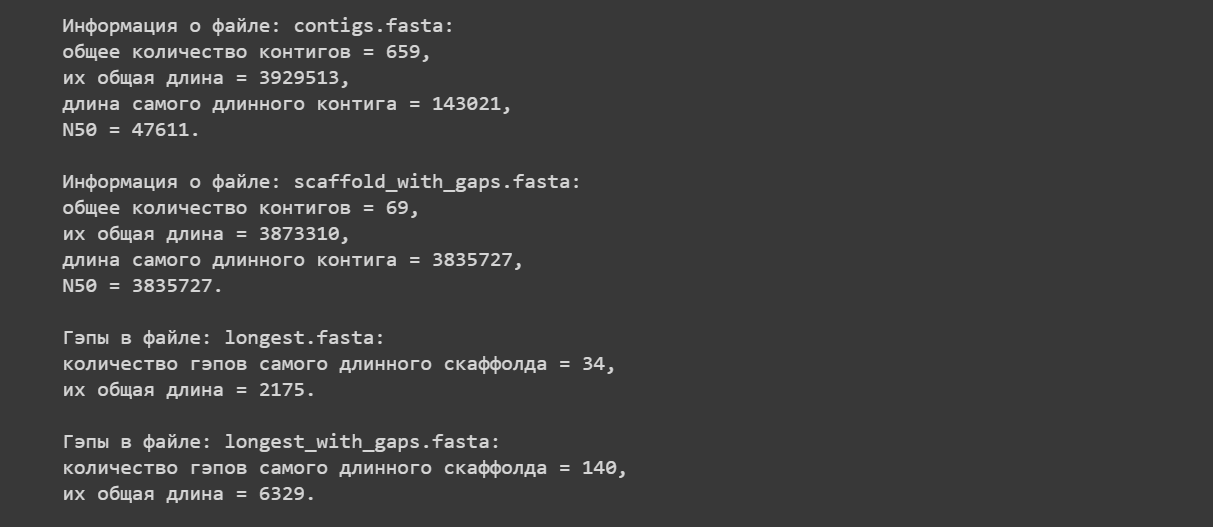 Информация о файле: contigs.fasta:
общее количество контигов = 659,
их общая длина = 3929513,
длина самого длинного контига = 143021,
N50 = 47611.
Информация о файле: scaffold_with_gaps.fasta:
общее количество контигов = 69,
их общая длина = 3873310,
длина самого длинного контига = 3835727,
N50 = 3835727.
Гэпы в файле: longest.fasta:
количество гэпов самого длинного скаффолда = 34,
их общая длина = 2175.
Гэпы в файле: longest_with_gaps.fasta:
количество гэпов самого длинного скаффолда = 140,
их общая длина = 6329.